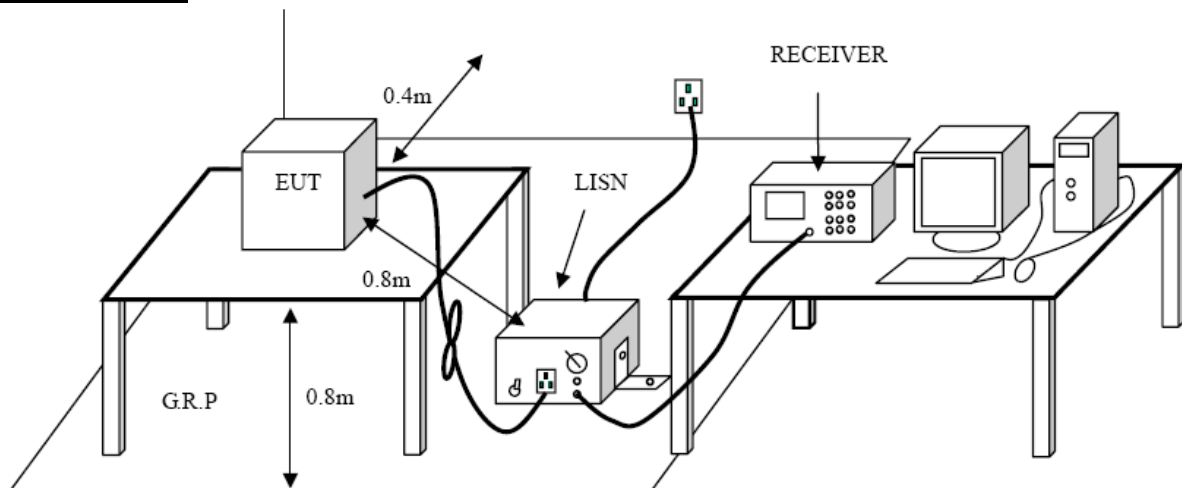 RECEIVER
0.4m
EUT
LISN
0.8m
G.R.P
0.8m